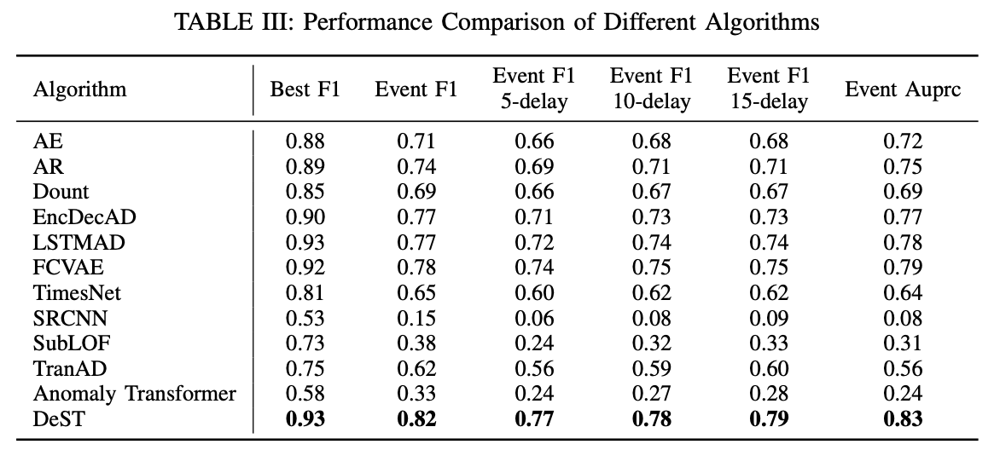 TABLE III: Performance Comparison of Different Algorithms
Algorithm Best F1 Event F1 Event F1 5-delay Event F1 10-delay Event F1 15-delay Event Auprc
AE 0.88 0.71 0.66 0.68 0.68 0.72
AR 0.89 0.74 0.69 0.71 0.71 0.75
Dount 0.85 0.69 0.66 0.67 0.67 0.69
EncDecAD 0.90 0.77 0.71 0.73 0.73 0.77
LSTMAD 0.93 0.77 0.72 0.74 0.74 0.78
FCVAE 0.92 0.78 0.74 0.75 0.75 0.79
TimesNet 0.81 0.65 0.60 0.62 0.62 0.64
SRCNN 0.53 0.15 0.06 0.08 0.09 0.08
SubLOF 0.73 0.38 0.24 0.32 0.33 0.31
TranAD 0.75 0.62 0.56 0.59 0.60 0.56
Anomaly Transformer 0.58 0.33 0.24 0.27 0.28 0.24
DeST 0.93 0.82 0.77 0.78 0.79 0.83